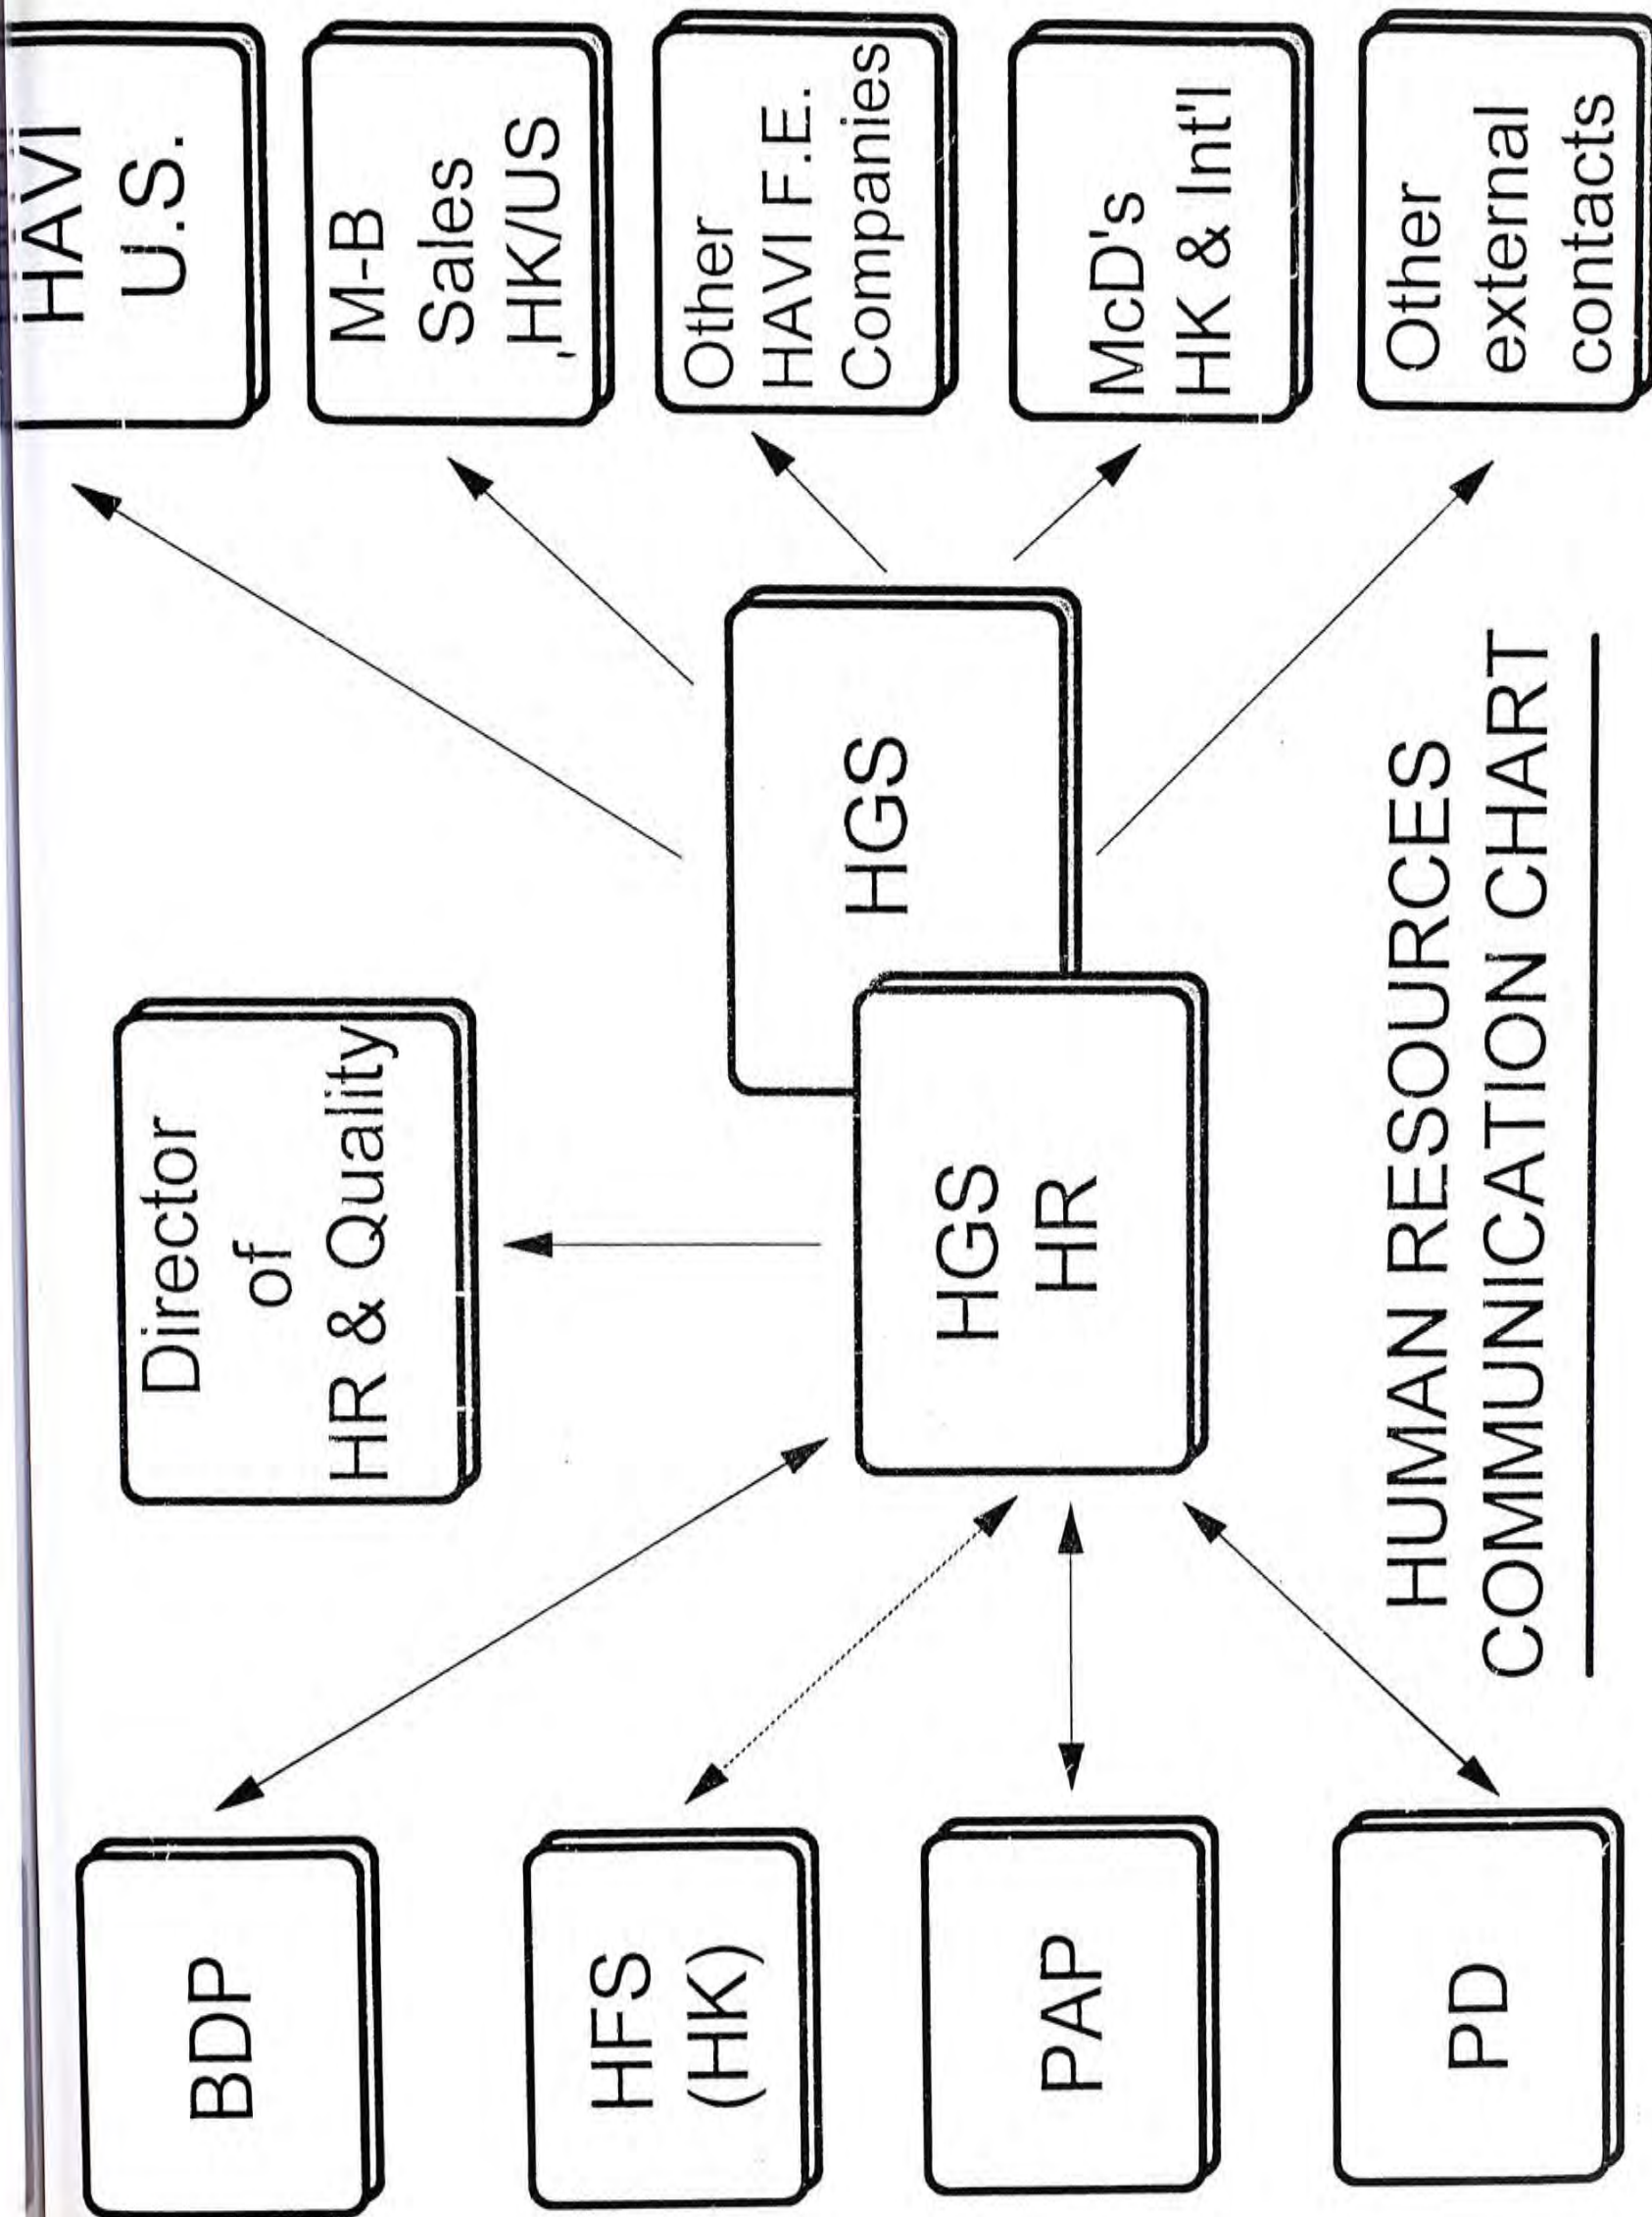 BDP
HFS
(HK)
PAP
PD
Director
of
HR & Quality
HGS
HR
HGS
HAVI
U.S.
M-B
Sales
HK/US
Other
HAVI F.E.
Companies
McD's
HK & Int'l
Other
external
contacts
HUMAN RESOURCES
COMMUNICATION CHART